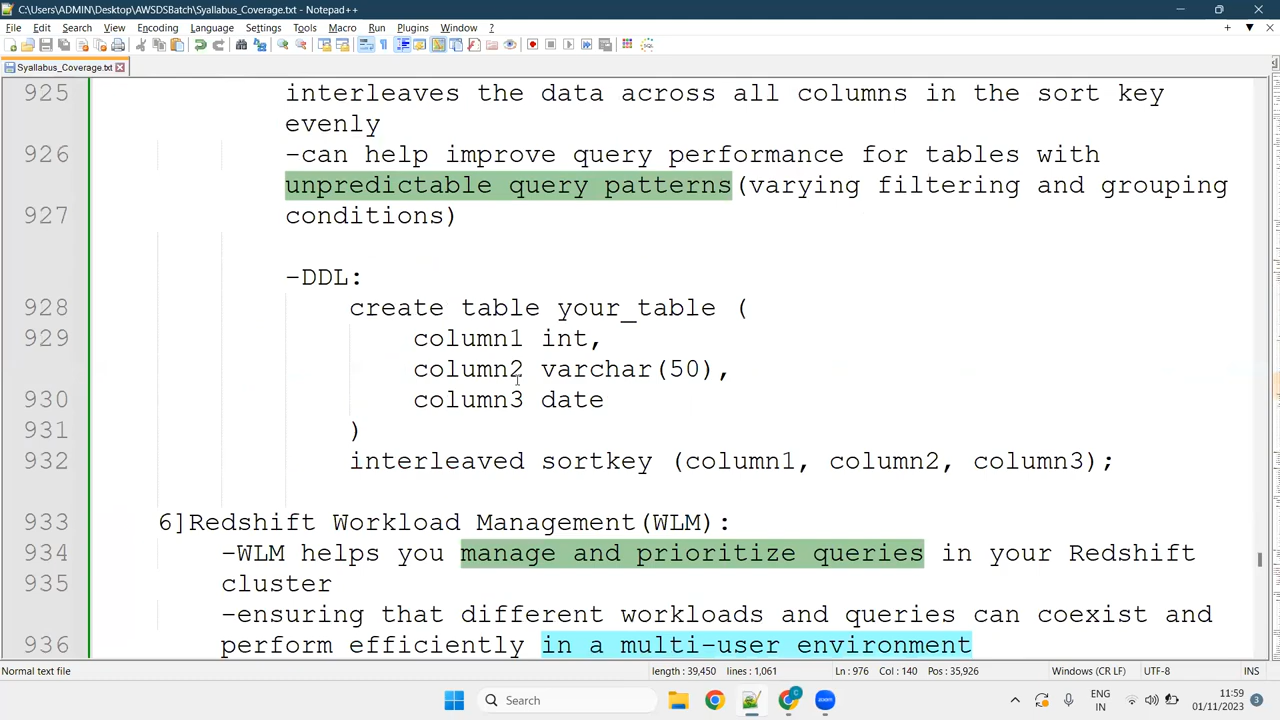 C:\Users\ADMIN\Desktop\AWSDSBatch\Syallabus_Coverage.txt - Notepad++
File Edit Search View Encoding Language Settings Tools Macro Run Plugins Window ?
Syallabus_Coverage.txt
925 interleaves the data across all columns in the sort key
evenly
926 -can help improve query performance for tables with
unpredictable query patterns(varying filtering and grouping
927 conditions)
-DDL:
928 create table your_table (
929 column1 int,
column2 varchar(50),
930 column3 date
931 )
932 interleaved sortkey (column1, column2, column3);
933 6]Redshift Workload Management(WLM):
934 -WLM helps you manage and prioritize queries in your Redshift
935 cluster
-ensuring that different workloads and queries can coexist and
936 perform efficiently in a multi-user environment
Normal text file length : 39,450 lines : 1,061 Ln : 976 Col : 140 Pos : 35,926 Windows (CR LF) UTF-8 INS
Search
ENG
IN
11:59
01/11/2023
3